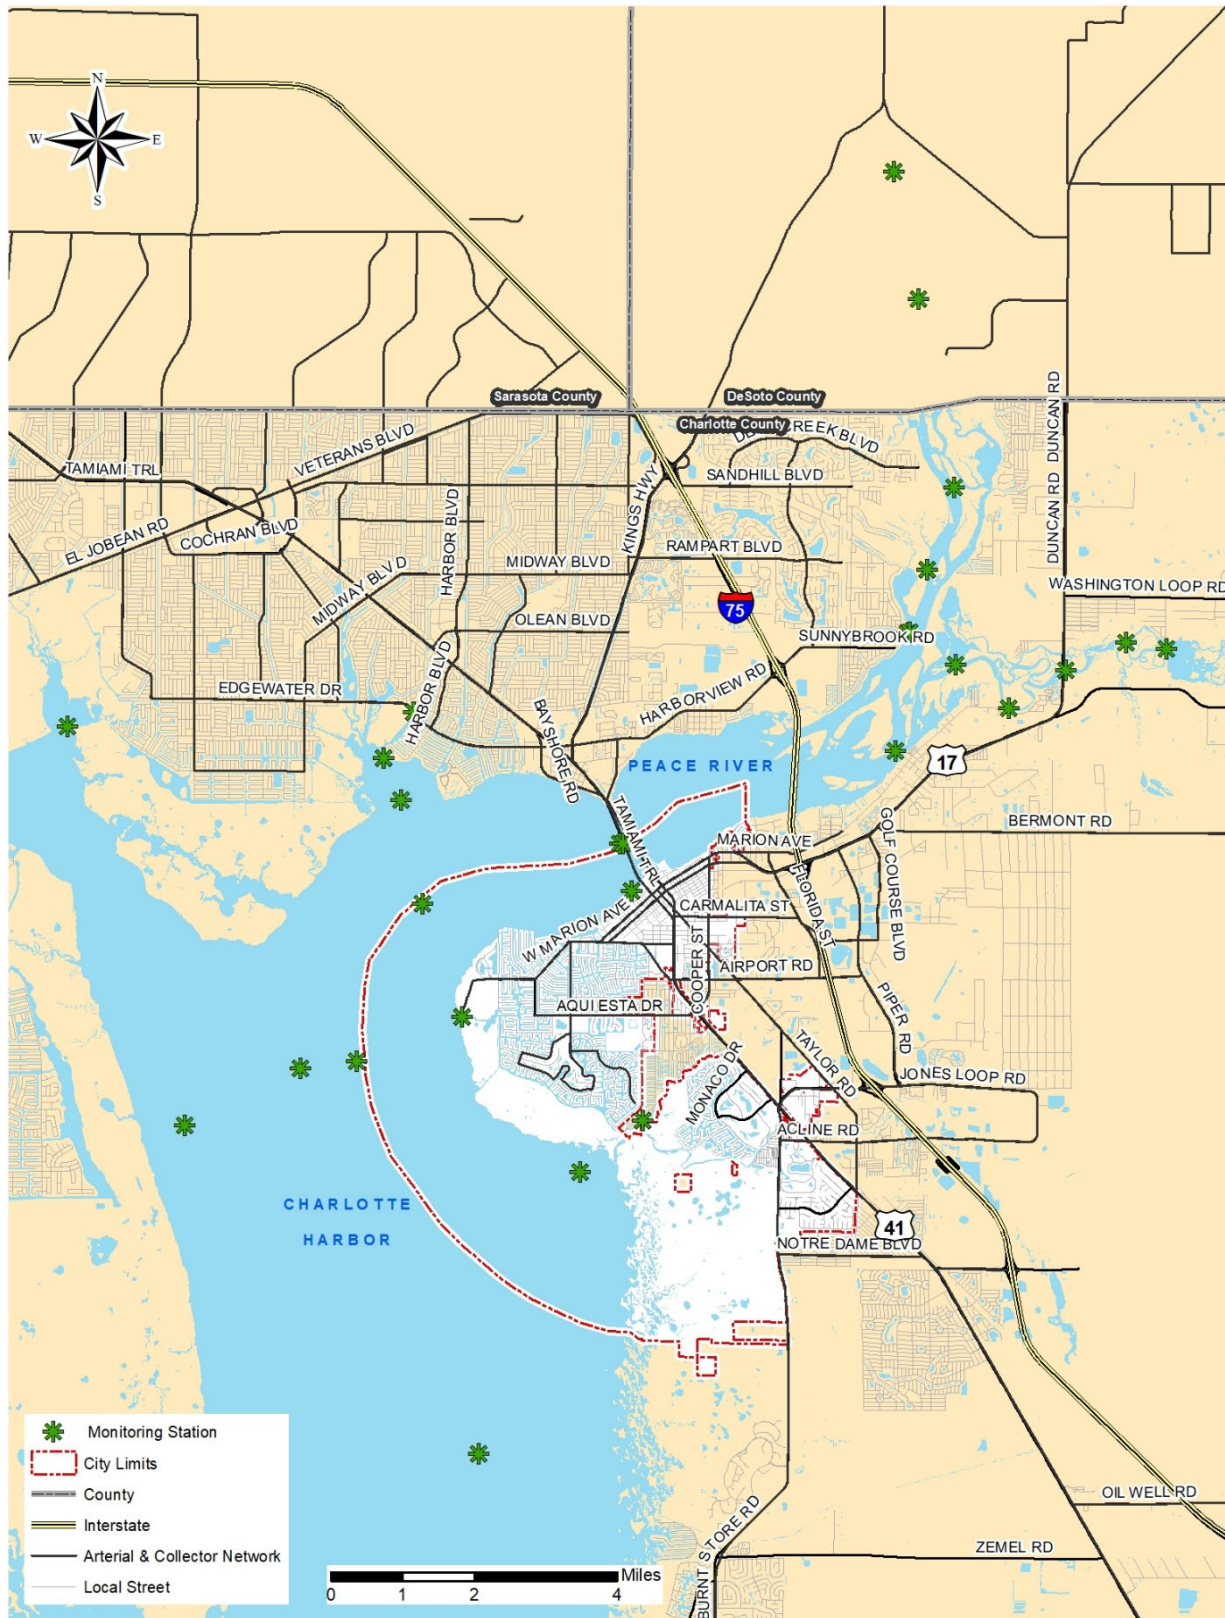 N
W
E
S
Sarasota County
DeSoto County
Charlotte County
CREEK BLVD
VETERANS BLVD
TAMIAMI TRL
SANDHILL BLVD
KINGS HWY
DUNCAN RD
DUNCAN RD
EL JOBEAN RD
COCHRAN BLVD
HARBOR BLVD
RAMPART BLVD
MIDWAY BLVD
MIDWAY BLVD
WASHINGTON LOOP RD
75
OLEAN BLVD
SUNNYBROOK RD
EDGEWATER DR
HARBOR BLVD
HARBORVIEW RD
BAYSHORE RD
PEACE RIVER
17
TAMIAMI TRL
GOLF COURSE BLVD
BERMONT RD
MARION AVE
FLORIDA ST
CARMALITA ST
W MARION AVE
COOPER ST
AIRPORT RD
AQUI ESTA DR
PIPER RD
TAYLOR RD
MONACO DR
JONES LOOP RD
ACLINE RD
CHARLOTTE
HARBOR
41
NOTRE DAME BLVD
Monitoring Station
City Limits
County
Interstate
Arterial & Collector Network
Local Street
Miles
0 1 2 4
BURNT STORE RD
OIL WELL RD
ZEMEL RD